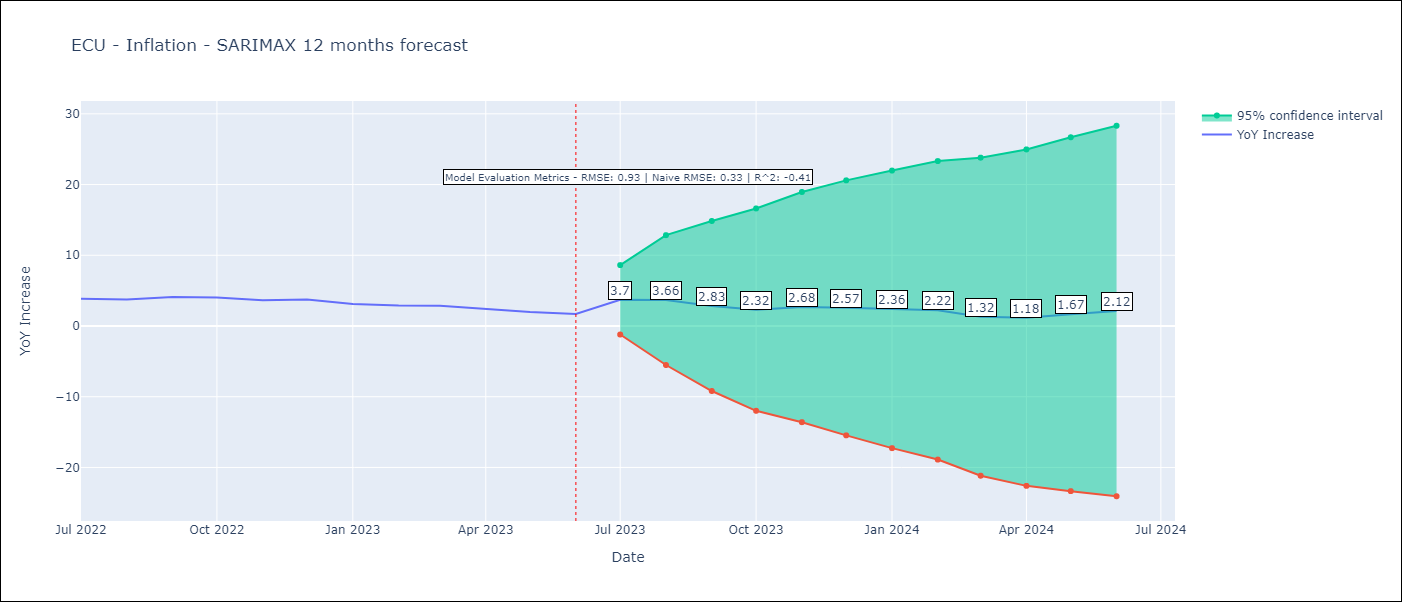 ECU - Inflation - SARIMAX 12 months forecast
95% confidence interval
YoY Increase
Model Evaluation Metrics - RMSE: 0.93 | Naive RMSE: 0.33 | R^2: -0.41
30
20
10
0
−10
−20
YoY Increase
3.7
3.66
2.83
2.32
2.68
2.57
2.36
2.22
1.32
1.18
1.67
2.12
Jul 2022
Oct 2022
Jan 2023
Apr 2023
Jul 2023
Oct 2023
Jan 2024
Apr 2024
Jul 2024
Date